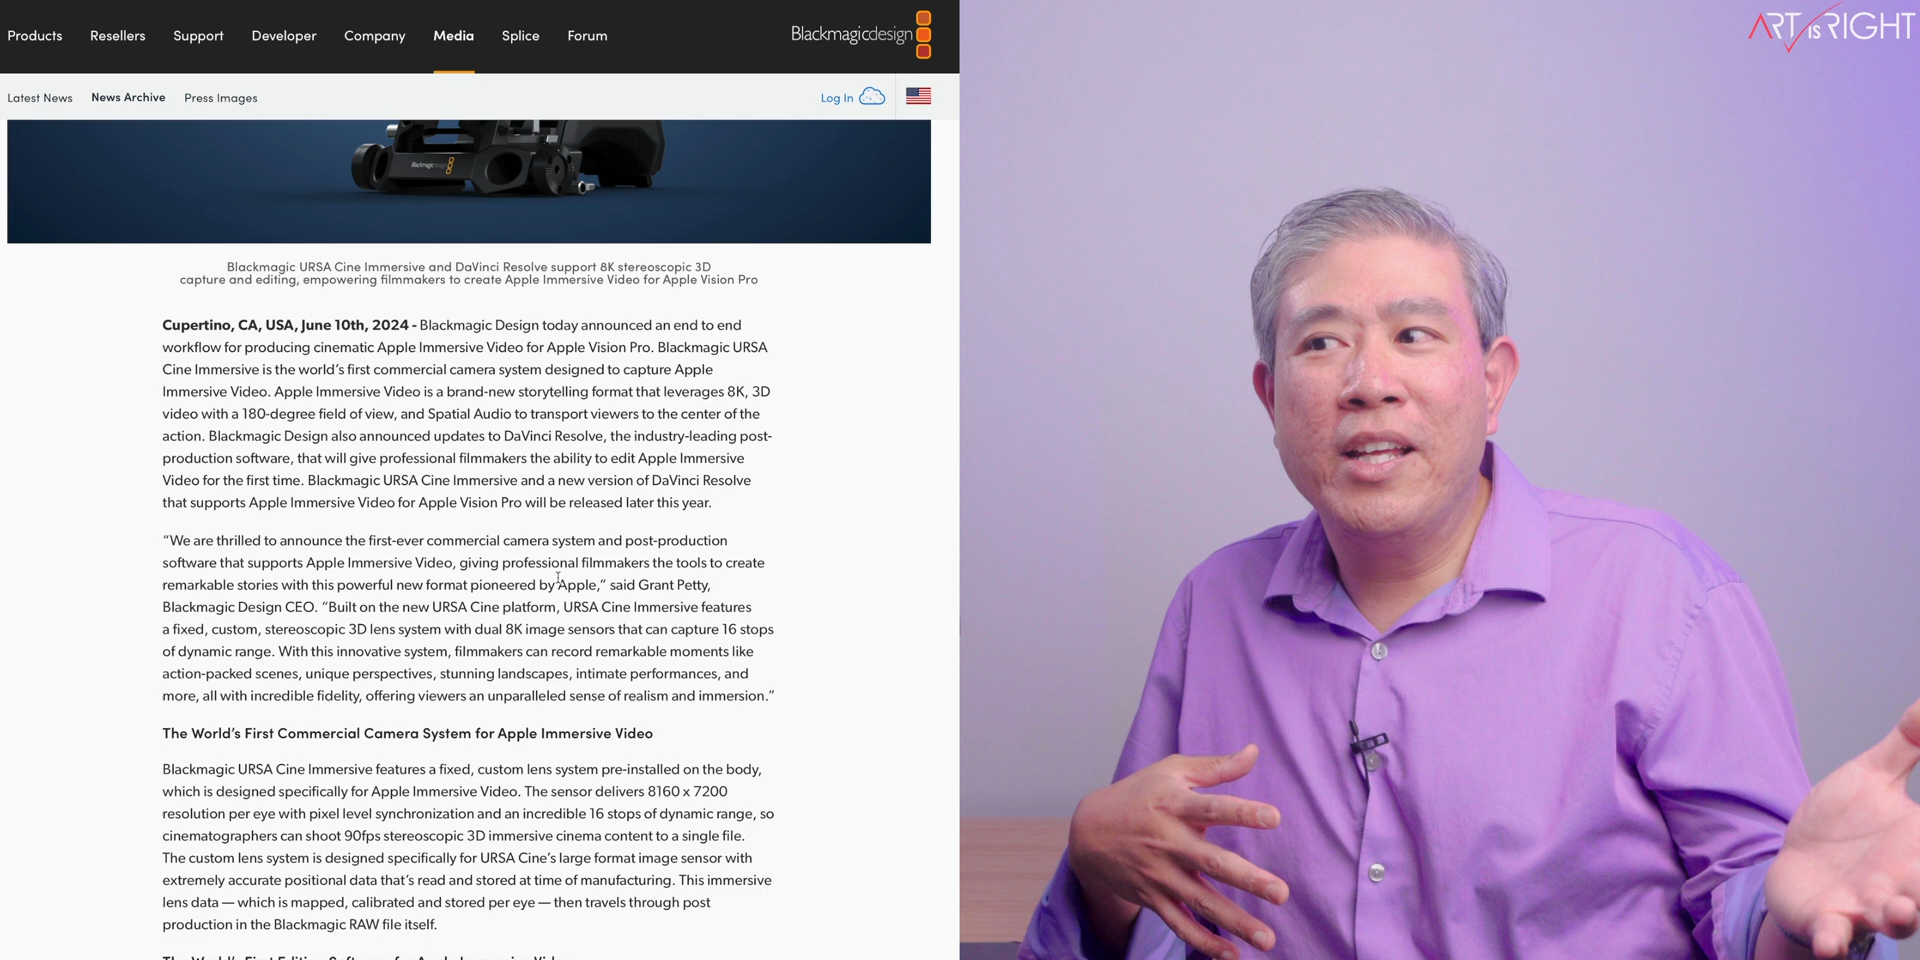 Products Resellers Support Developer Company Media Splice Forum
Blackmagicdesign
Latest News News Archive Press Images
Log In
Blackmagicdesign
Blackmagic URSA Cine Immersive and DaVinci Resolve support 8K stereoscopic 3D
capture and editing, empowering filmmakers to create Apple Immersive Video for Apple Vision Pro
Cupertino, CA, USA, June 10th, 2024 - Blackmagic Design today announced an end to end
workflow for producing cinematic Apple Immersive Video for Apple Vision Pro. Blackmagic URSA
Cine Immersive is the world’s first commercial camera system designed to capture Apple
Immersive Video. Apple Immersive Video is a brand-new storytelling format that leverages 8K, 3D
video with a 180-degree field of view, and Spatial Audio to transport viewers to the center of the
action. Blackmagic Design also announced updates to DaVinci Resolve, the industry-leading post-
production software, that will give professional filmmakers the ability to edit Apple Immersive
Video for the first time. Blackmagic URSA Cine Immersive and a new version of DaVinci Resolve
that supports Apple Immersive Video for Apple Vision Pro will be released later this year.
“We are thrilled to announce the first-ever commercial camera system and post-production
software that supports Apple Immersive Video, giving professional filmmakers the tools to create
remarkable stories with this powerful new format pioneered by Apple,” said Grant Petty,
Blackmagic Design CEO. “Built on the new URSA Cine platform, URSA Cine Immersive features
a fixed, custom, stereoscopic 3D lens system with dual 8K image sensors that can capture 16 stops
of dynamic range. With this innovative system, filmmakers can record remarkable moments like
action-packed scenes, unique perspectives, stunning landscapes, intimate performances, and
more, all with incredible fidelity, offering viewers an unparalleled sense of realism and immersion.”
The World’s First Commercial Camera System for Apple Immersive Video
Blackmagic URSA Cine Immersive features a fixed, custom lens system pre-installed on the body,
which is designed specifically for Apple Immersive Video. The sensor delivers 8160 x 7200
resolution per eye with pixel level synchronization and an incredible 16 stops of dynamic range, so
cinematographers can shoot 90fps stereoscopic 3D immersive cinema content to a single file.
The custom lens system is designed specifically for URSA Cine’s large format image sensor with
extremely accurate positional data that’s read and stored at time of manufacturing. This immersive
lens data — which is mapped, calibrated and stored per eye — then travels through post
production in the Blackmagic RAW file itself.
The World’s First Editing Software for Apple Immersive Video
ART is RIGHT